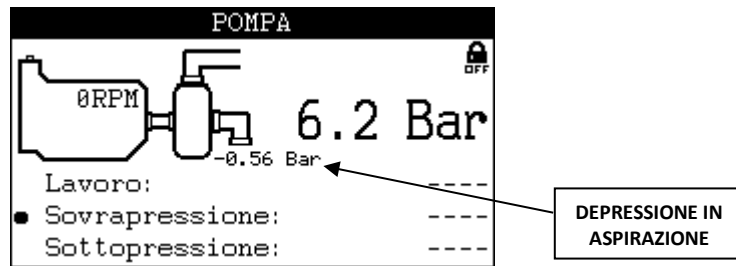 POMPA
OFF
0RPM
6.2 Bar
-0.56 Bar
Lavoro: ----
Sovrapressione: ----
Sottopressione: ----
DEPRESSIONE IN
ASPIRAZIONE